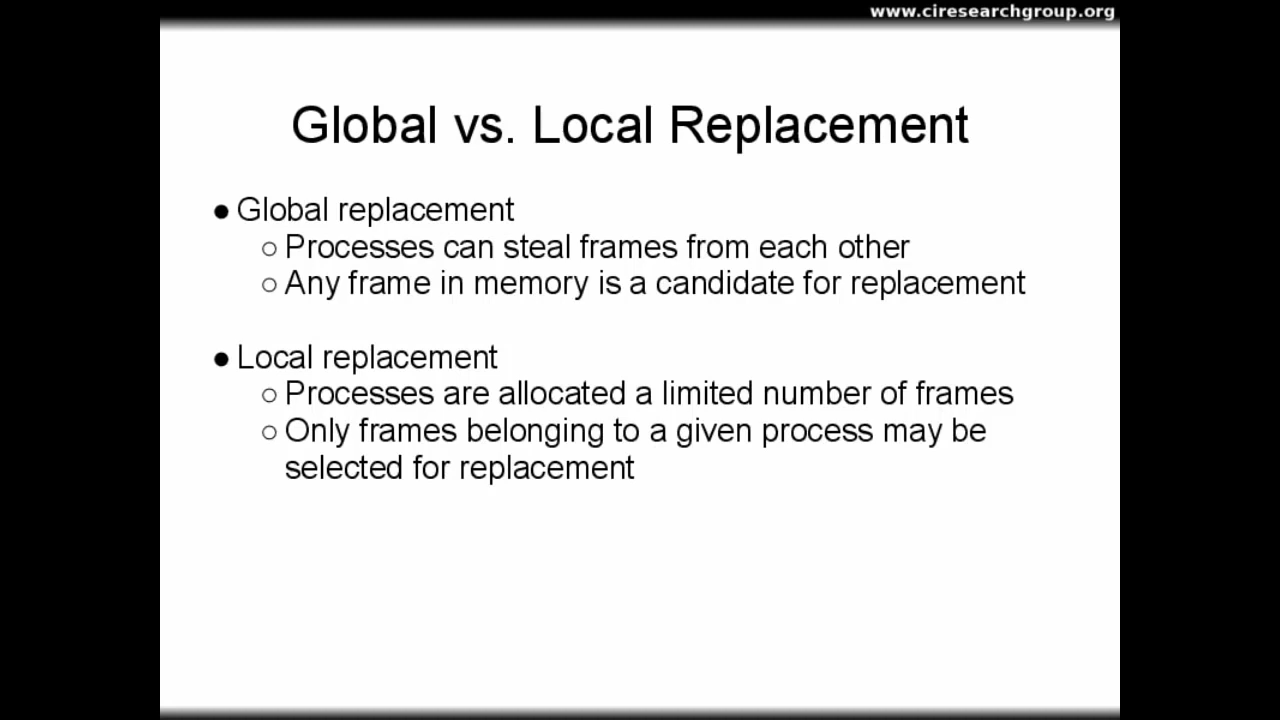 www.ciresearchgroup.org
Global vs. Local Replacement
● Global replacement
○ Processes can steal frames from each other
○ Any frame in memory is a candidate for replacement
● Local replacement
○ Processes are allocated a limited number of frames
○ Only frames belonging to a given process may be
selected for replacement